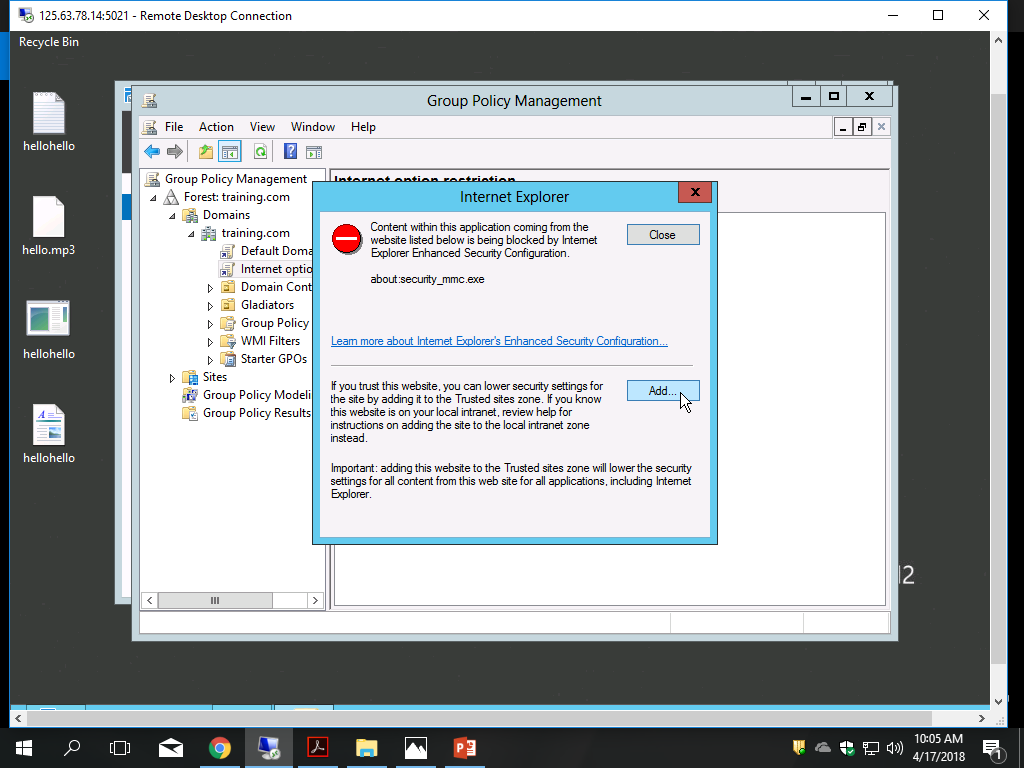 125.63.78.14:5021 - Remote Desktop Connection
Recycle Bin
hellohello
hello.mp3
hellohello
hellohello
Group Policy Management
File Action View Window Help
Group Policy Management
Forest: training.com
Domains
training.com
Default Doma
Internet optio
Domain Cont
Gladiators
Group Policy
WMI Filters
Starter GPOs
Sites
Group Policy Modeli
Group Policy Results
Internet option restriction
Internet Explorer
Content within this application coming from the
website listed below is being blocked by Internet
Explorer Enhanced Security Configuration.
Close
about:security_mmc.exe
Learn more about Internet Explorer's Enhanced Security Configuration...
If you trust this website, you can lower security settings for
the site by adding it to the Trusted sites zone. If you know
this website is on your local intranet, review help for
instructions on adding the site to the local intranet zone
instead.
Add...
Important: adding this website to the Trusted sites zone will lower the security
settings for all content from this web site for all applications, including Internet
Explorer.
10:05 AM
4/17/2018
1